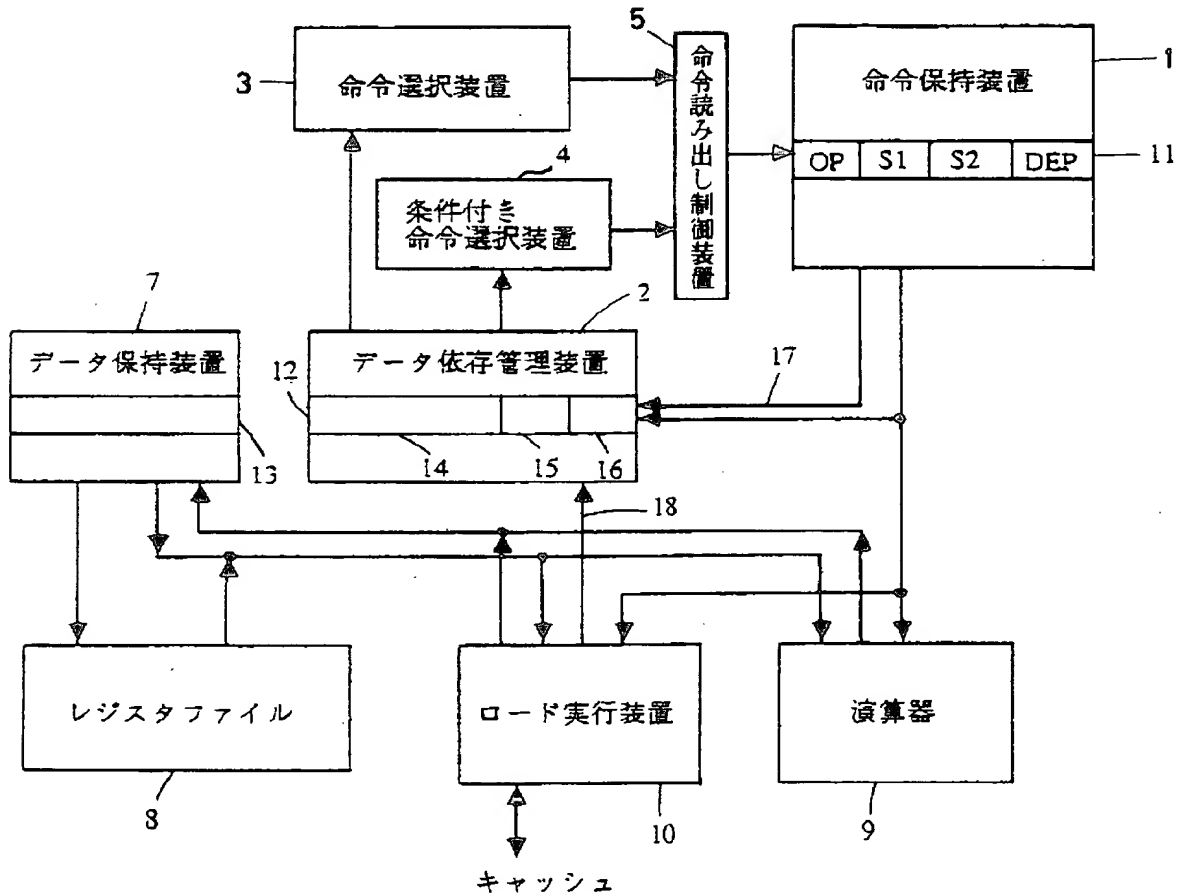 5
3
命令選択装置
命令読み出し制御装置
命令保持装置
1
OP S1 S2 DEP
11
4
条件付き
命令選択装置
7
2
データ保持装置
12
データ依存管理装置
17
13
14
15
16
18
レジスタファイル
ロード実行装置
演算器
8
10
9
キャッシュ